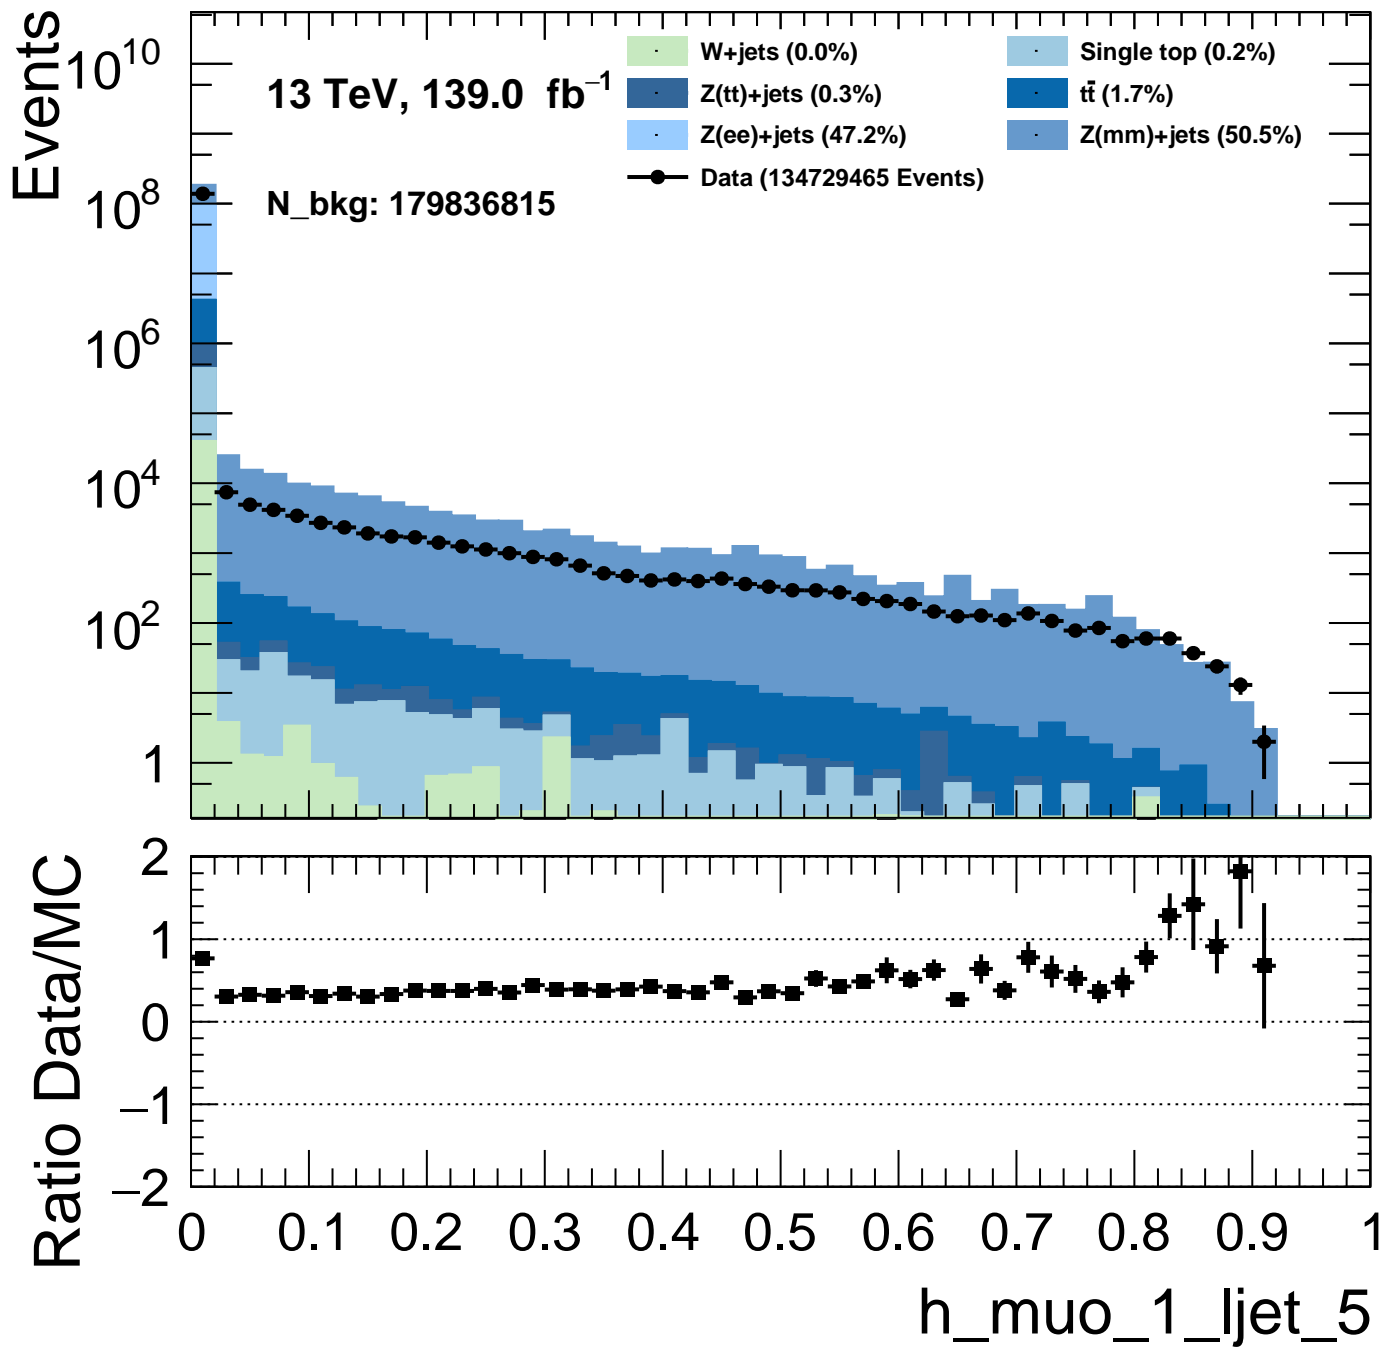 Events
10^10
10^8
10^6
10^4
10^2
1
13 TeV, 139.0 fb^−1
N_bkg: 179836815
W+jets (0.0%)
Single top (0.2%)
Z(tt)+jets (0.3%)
tt̄ (1.7%)
Z(ee)+jets (47.2%)
Z(mm)+jets (50.5%)
Data (134729465 Events)
Ratio Data/MC
2
1
0
−1
−2
0 0.1 0.2 0.3 0.4 0.5 0.6 0.7 0.8 0.9 1
h_muo_1_ljet_5